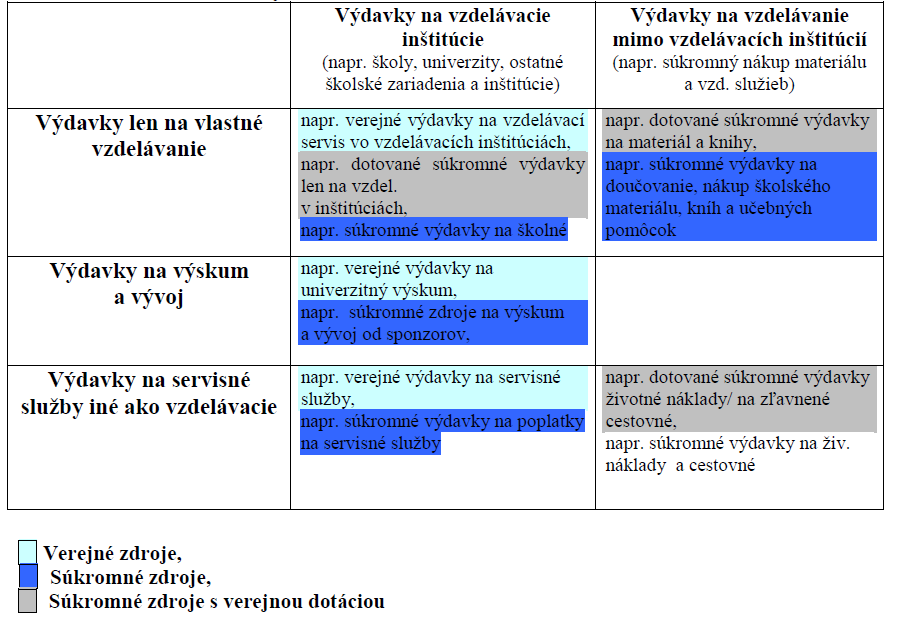 Výdavky na vzdelávacie
inštitúcie
(napr. školy, univerzity, ostatné
školské zariadenia a inštitúcie)
Výdavky na vzdelávanie
mimo vzdelávacích inštitúcií
(napr. súkromný nákup materiálu
a vzd. služieb)
Výdavky len na vlastné
vzdelávanie
napr. verejné výdavky na vzdelávací
servis vo vzdelávacích inštitúciách,
napr. dotované súkromné výdavky
len na vzdel.
v inštitúciách,
napr. súkromné výdavky na školné
napr. dotované súkromné výdavky
na materiál a knihy,
napr. súkromné výdavky na
doučovanie, nákup školského
materiálu, kníh a učebných
pomôcok
Výdavky na výskum
a vývoj
napr. verejné výdavky na
univerzitný výskum,
napr. súkromné zdroje na výskum
a vývoj od sponzorov,
Výdavky na servisné
služby iné ako vzdelávacie
napr. verejné výdavky na servisné
služby,
napr. súkromné výdavky na poplatky
na servisné služby
napr. dotované súkromné výdavky
životné náklady/ na zľavnené
cestovné,
napr. súkromné výdavky na živ.
náklady a cestovné
Verejné zdroje,
Súkromné zdroje,
Súkromné zdroje s verejnou dotáciou